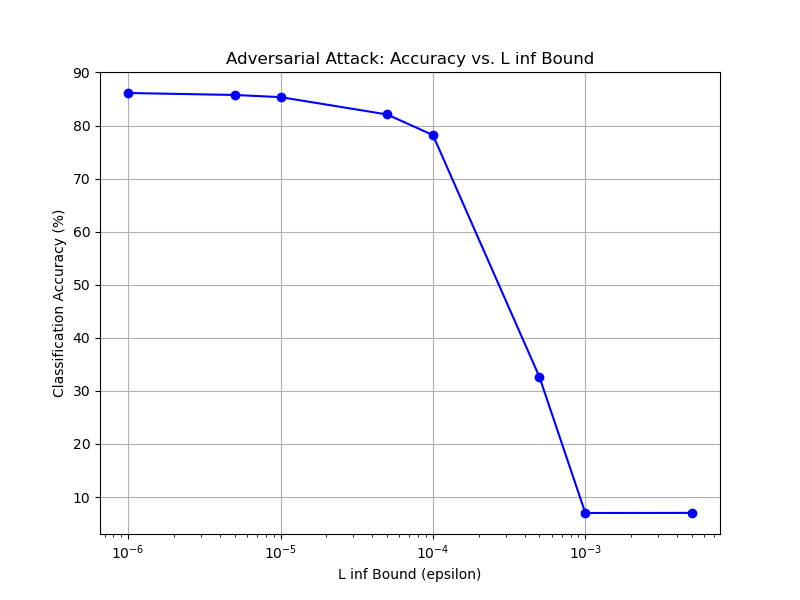 Adversarial Attack: Accuracy vs. L inf Bound
Classification Accuracy (%)
90
80
70
60
50
40
30
20
10
10⁻⁶ 10⁻⁵ 10⁻⁴ 10⁻³
L inf Bound (epsilon)